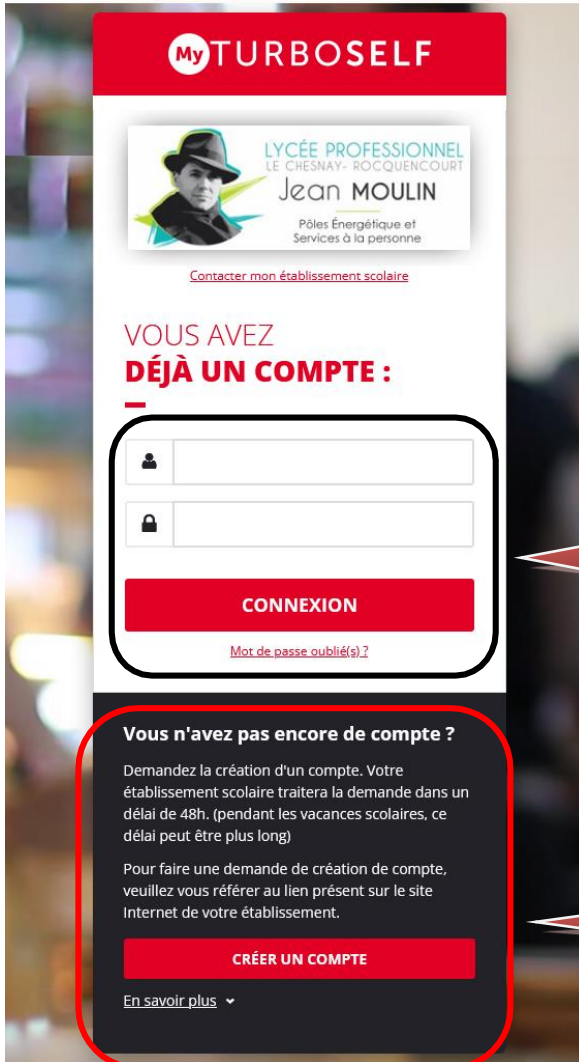 My TURBOSELF
LYCÉE PROFESSIONNEL
LE CHESNAY- ROCQUENCOURT
Jean MOULIN
Pôles Énergétique et
Services à la personne
Contacter mon établissement scolaire
VOUS AVEZ
DÉJÀ UN COMPTE :
CONNEXION
Mot de passe oublié(s) ?
Vous n'avez pas encore de compte ?
Demandez la création d'un compte. Votre
établissement scolaire traitera la demande dans un
délai de 48h. (pendant les vacances scolaires, ce
délai peut être plus long)
Pour faire une demande de création de compte,
veuillez vous référer au lien présent sur le site
Internet de votre établissement.
CRÉER UN COMPTE
En savoir plus